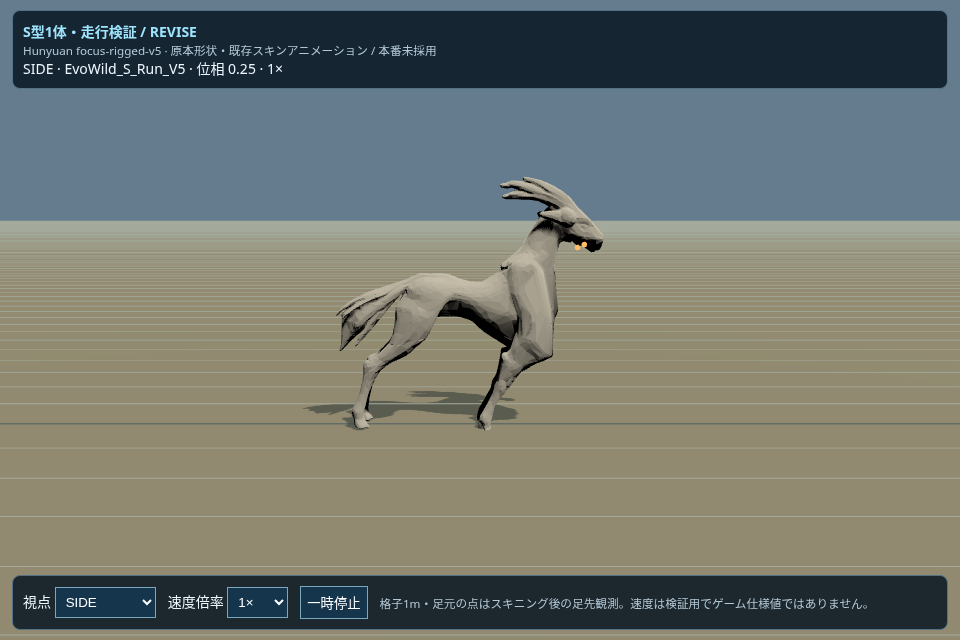 S型1体・走行検証 / REVISE
Hunyuan focus-rigged-v5 · 原本形状・既存スキンアニメーション / 本番未採用
SIDE · EvoWild_S_Run_V5 · 位相 0.25 · 1×
視点 SIDE 速度倍率 1× 一時停止 格子1m・足元の点はスキニング後の足先観測。速度は検証用でゲーム仕様値ではありません。